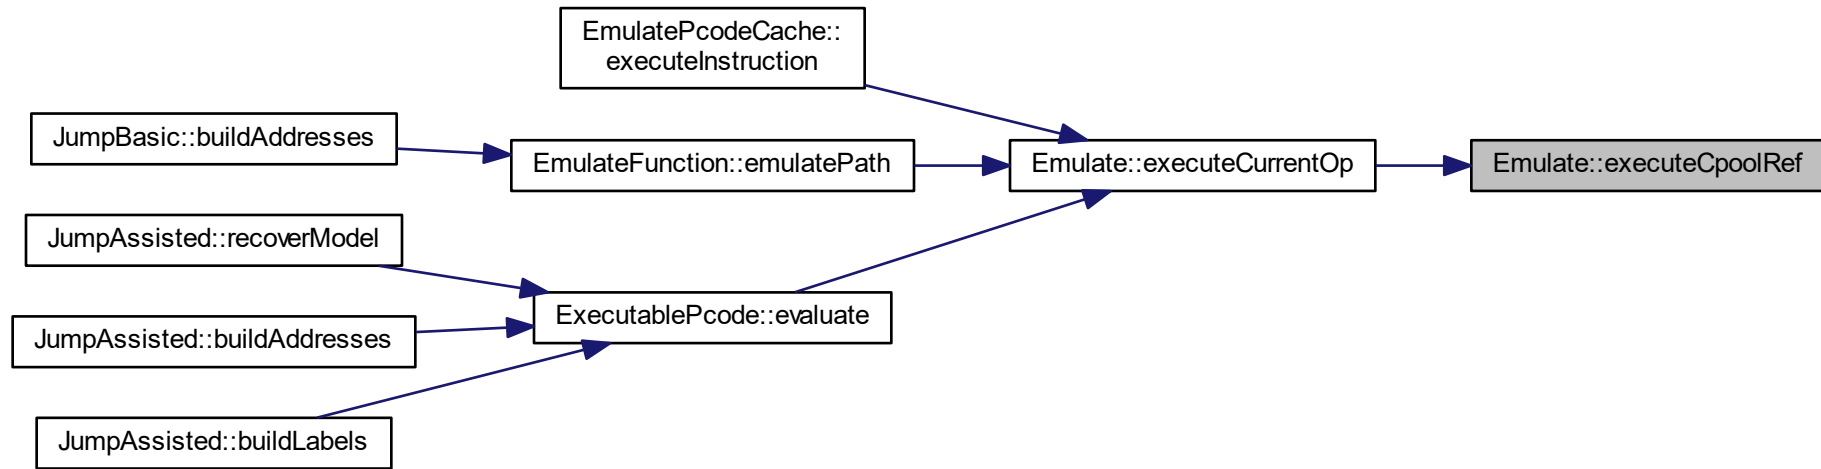 EmulatePcodeCache::
executeInstruction
JumpBasic::buildAddresses
EmulateFunction::emulatePath
Emulate::executeCurrentOp
Emulate::executeCpoolRef
JumpAssisted::recoverModel
ExecutablePcode::evaluate
JumpAssisted::buildAddresses
JumpAssisted::buildLabels